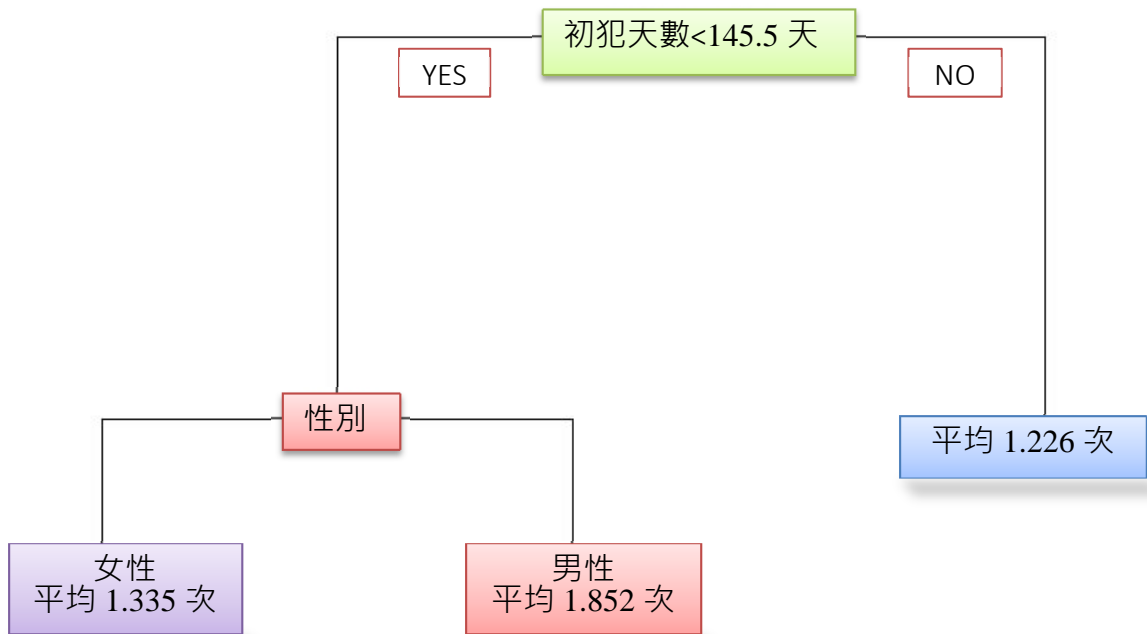 初犯天數<145.5 天
YES
NO
性別
平均 1.226 次
女性
平均 1.335 次
男性
平均 1.852 次